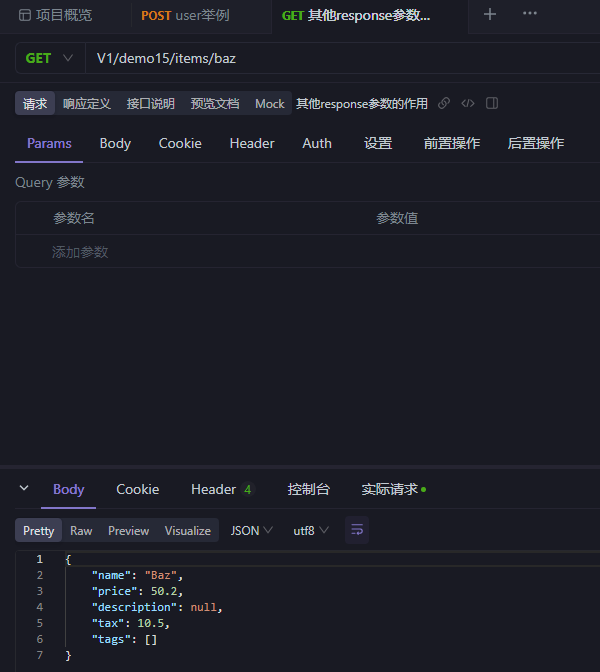 项目概览 POST user举例 GET 其他response参数...
GET V1/demo15/items/baz
请求 响应定义 接口说明 预览文档 Mock 其他response参数的作用
Params Body Cookie Header Auth 设置 前置操作 后置操作
Query 参数
参数名 参数值
添加参数
Body Cookie Header 4 控制台 实际请求
Pretty Raw Preview Visualize JSON utf8
1 {
2 "name": "Baz",
3 "price": 50.2,
4 "description": null,
5 "tax": 10.5,
6 "tags": []
7 }